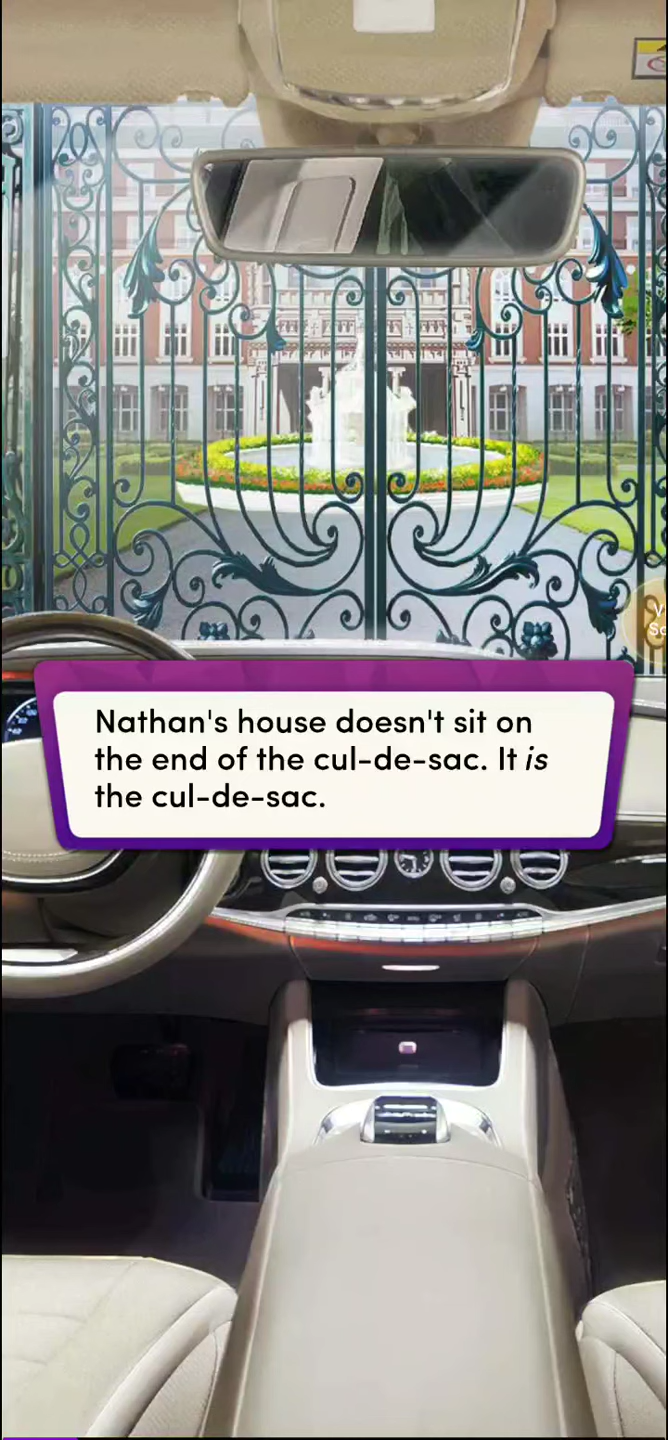 Nathan's house doesn't sit on
the end of the cul-de-sac. It is
the cul-de-sac.